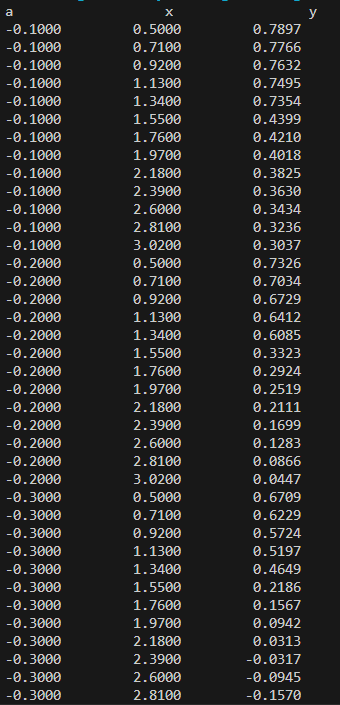 a x y
-0.1000 0.5000 0.7897
-0.1000 0.7100 0.7766
-0.1000 0.9200 0.7632
-0.1000 1.1300 0.7495
-0.1000 1.3400 0.7354
-0.1000 1.5500 0.4399
-0.1000 1.7600 0.4210
-0.1000 1.9700 0.4018
-0.1000 2.1800 0.3825
-0.1000 2.3900 0.3630
-0.1000 2.6000 0.3434
-0.1000 2.8100 0.3236
-0.1000 3.0200 0.3037
-0.2000 0.5000 0.7326
-0.2000 0.7100 0.7034
-0.2000 0.9200 0.6729
-0.2000 1.1300 0.6412
-0.2000 1.3400 0.6085
-0.2000 1.5500 0.3323
-0.2000 1.7600 0.2924
-0.2000 1.9700 0.2519
-0.2000 2.1800 0.2111
-0.2000 2.3900 0.1699
-0.2000 2.6000 0.1283
-0.2000 2.8100 0.0866
-0.2000 3.0200 0.0447
-0.3000 0.5000 0.6709
-0.3000 0.7100 0.6229
-0.3000 0.9200 0.5724
-0.3000 1.1300 0.5197
-0.3000 1.3400 0.4649
-0.3000 1.5500 0.2186
-0.3000 1.7600 0.1567
-0.3000 1.9700 0.0942
-0.3000 2.1800 0.0313
-0.3000 2.3900 -0.0317
-0.3000 2.6000 -0.0945
-0.3000 2.8100 -0.1570